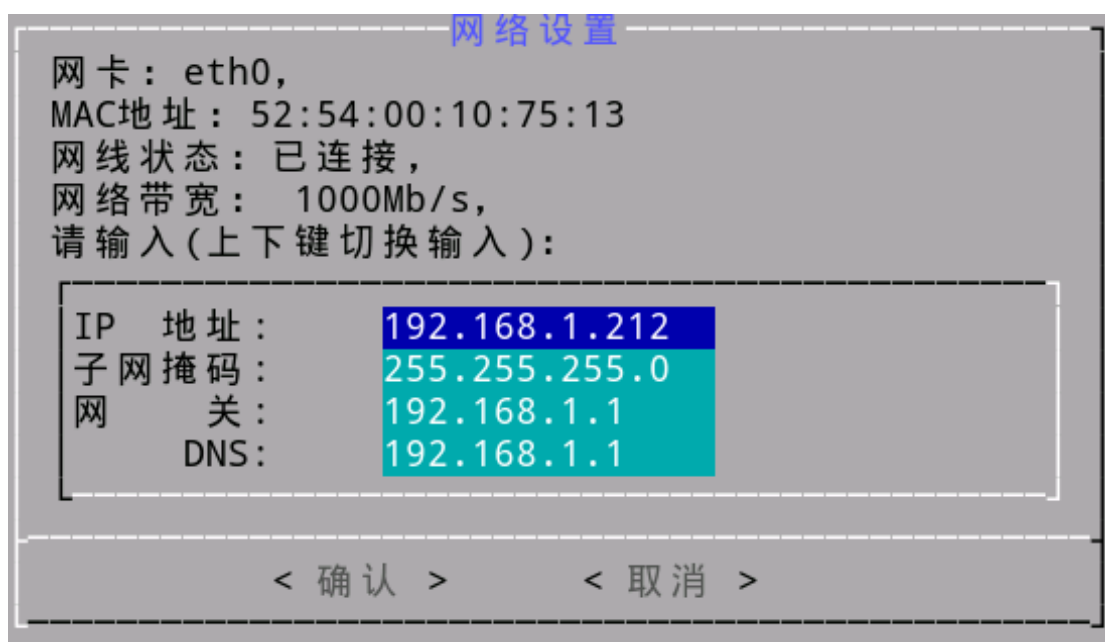 网络设置
网卡: eth0,
MAC地址: 52:54:00:10:75:13
网线状态: 已连接,
网络带宽:  1000Mb/s,
请输入(上下键切换输入):
IP  地址: 192.168.1.212
子网掩码: 255.255.255.0
网    关: 192.168.1.1
DNS: 192.168.1.1
< 确认 > < 取消 >